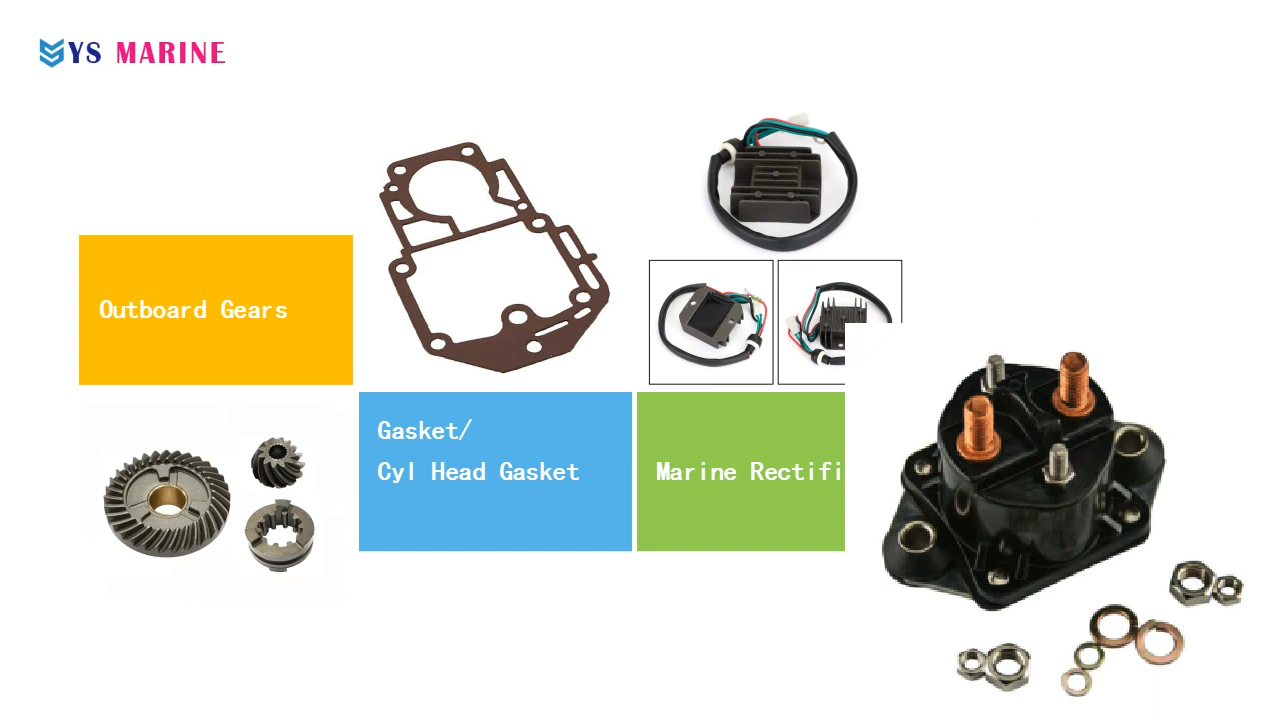 YS MARINE
Outboard Gears
Gasket/
Cyl Head Gasket
Marine Rectifi